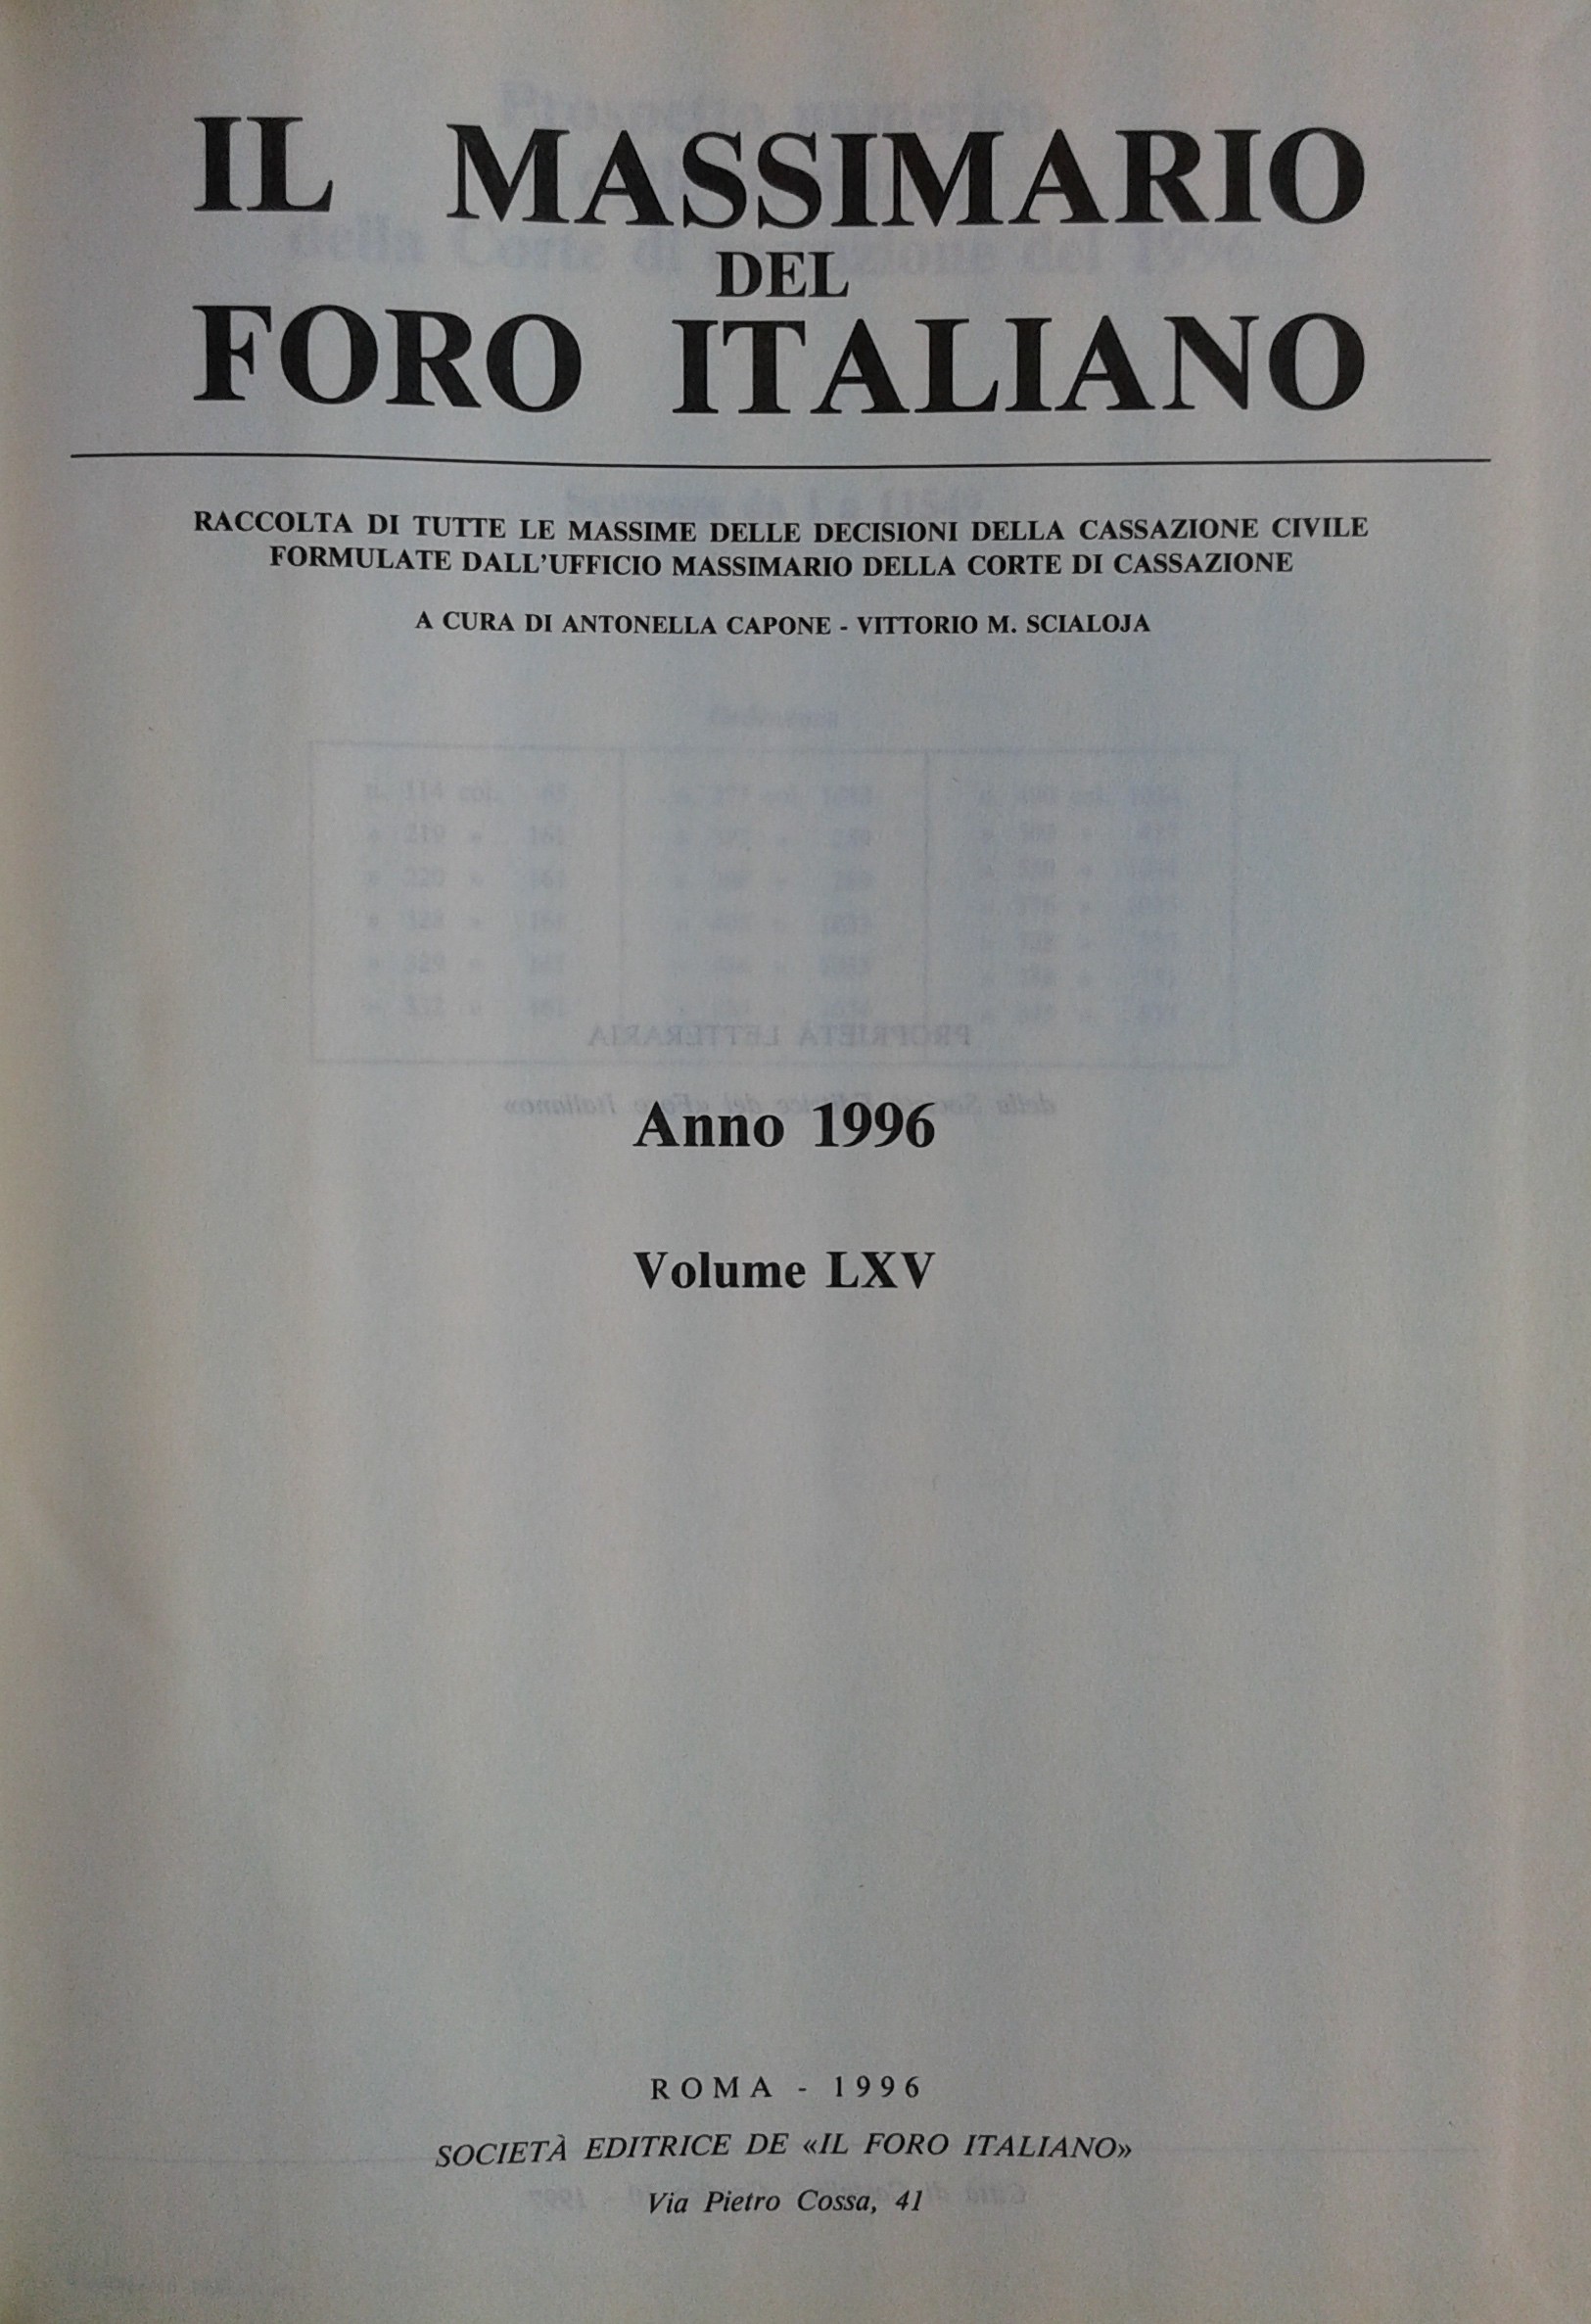 IL MASSIMARIO
DEL
FORO ITALIANO
RACCOLTA DI TUTTE LE MASSIME DELLE DECISIONI DELLA CASSAZIONE CIVILE
FORMULATE DALL'UFFICIO MASSIMARIO DELLA CORTE DI CASSAZIONE
A CURA DI ANTONELLA CAPONE - VITTORIO M. SCIALOJA
PROPRIETÀ LETTERARIA
Anno 1996
Volume LXV
ROMA - 1996
SOCIETÀ EDITRICE DE «IL FORO ITALIANO»
Via Pietro Cossa, 41